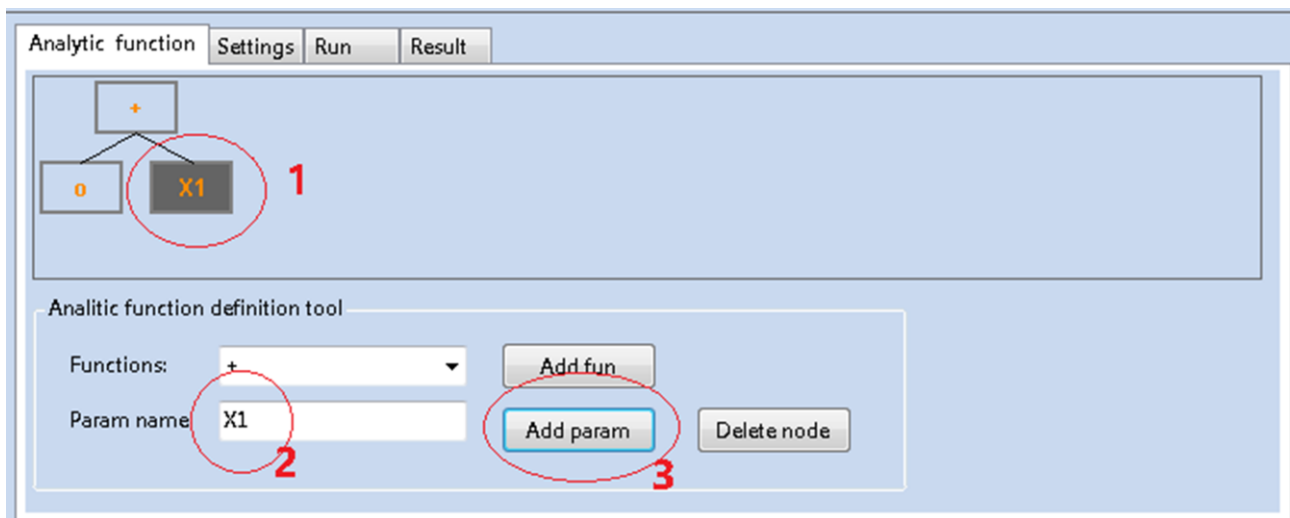 Analytic function Settings Run Result
+
o X1 1
Analitic function definition tool
Functions: + Add fun
Param name X1 Add param Delete node
2 3